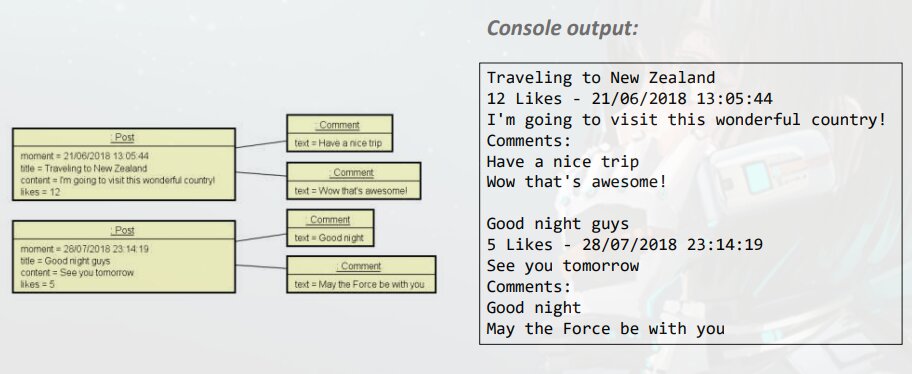 Console output:
: Post
moment = 21/06/2018 13:05:44
title = Traveling to New Zealand
content = I'm going to visit this wonderful country!
likes = 12
: Comment
text = Have a nice trip
: Comment
text = Wow that's awesome!
: Post
moment = 28/07/2018 23:14:19
title = Good night guys
content = See you tomorrow
likes = 5
: Comment
text = Good night
: Comment
text = May the Force be with you
Traveling to New Zealand
12 Likes - 21/06/2018 13:05:44
I'm going to visit this wonderful country!
Comments:
Have a nice trip
Wow that's awesome!

Good night guys
5 Likes - 28/07/2018 23:14:19
See you tomorrow
Comments:
Good night
May the Force be with you